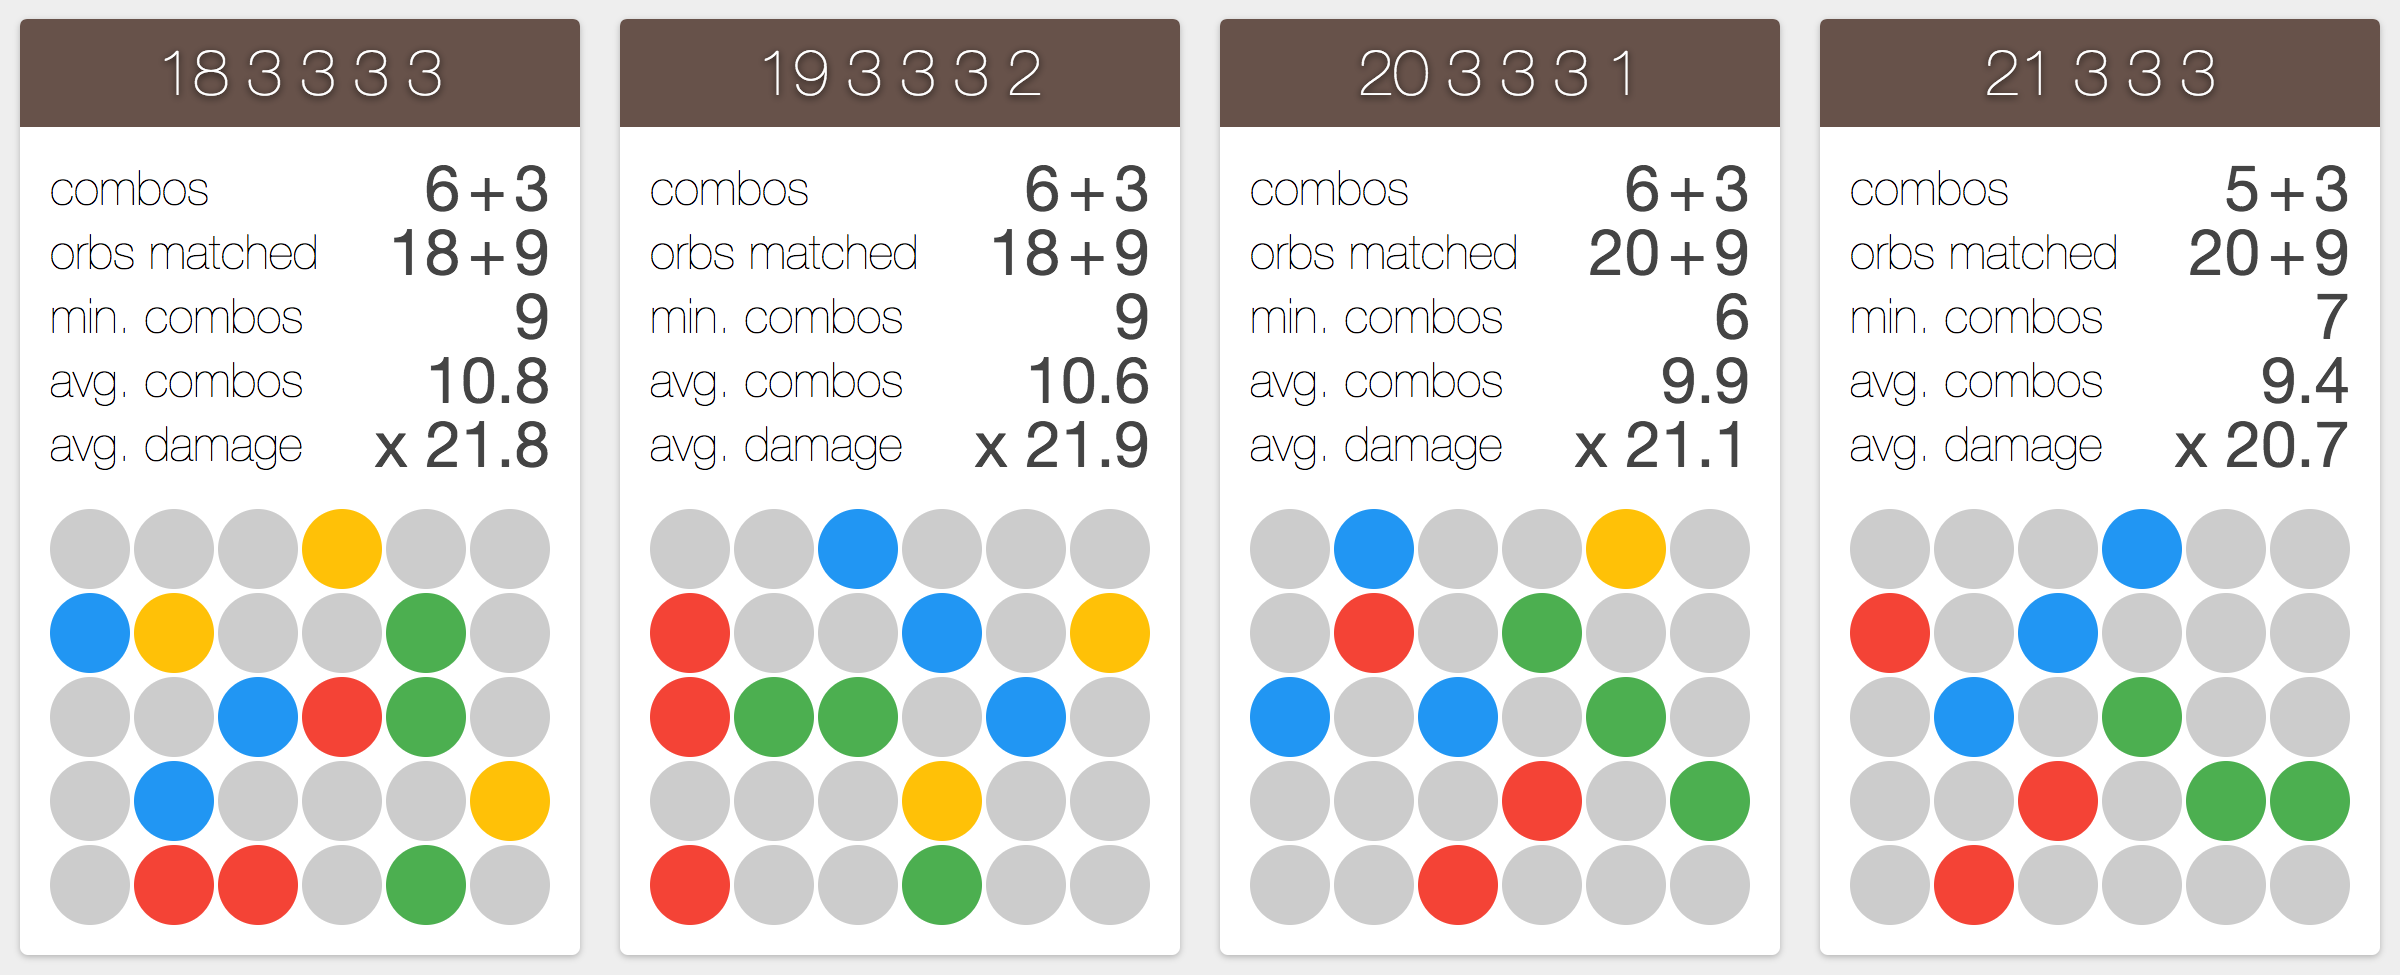 18 3 3 3 3
combos 6+3
orbs matched 18+9
min. combos 9
avg. combos 10.8
avg. damage x 21.8
19 3 3 3 2
combos 6+3
orbs matched 18+9
min. combos 9
avg. combos 10.6
avg. damage x 21.9
20 3 3 3 1
combos 6+3
orbs matched 20+9
min. combos 6
avg. combos 9.9
avg. damage x 21.1
21 3 3 3
combos 5+3
orbs matched 20+9
min. combos 7
avg. combos 9.4
avg. damage x 20.7